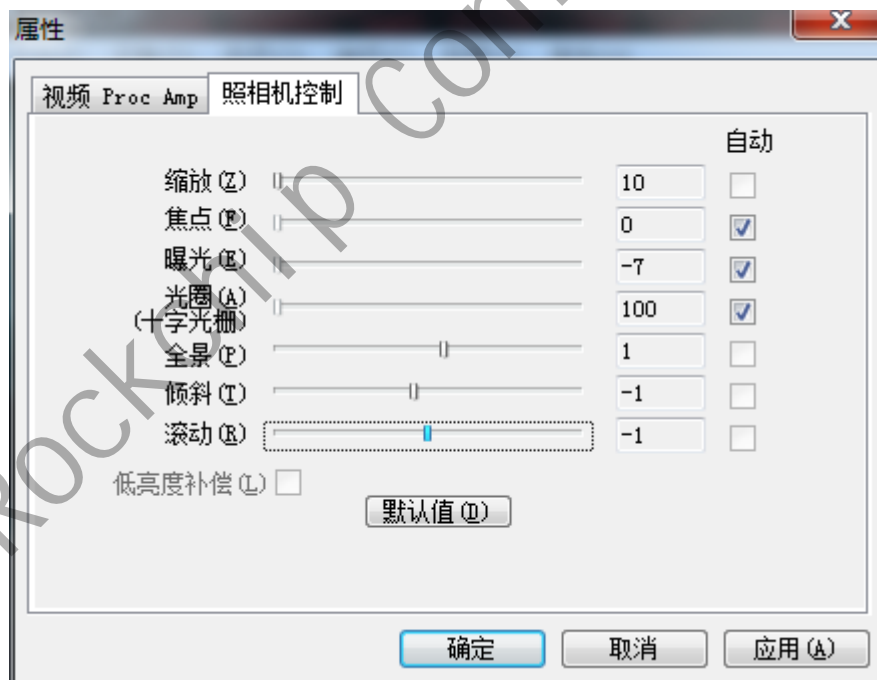 属性
视频 Proc Amp 照相机控制
自动
缩放(Z) 10
焦点(F) 0
曝光(E) -7
光圈(A) 100
(十字光栅)
全景(P) 1
倾斜(T) -1
滚动(R) -1
低亮度补偿(L)
默认值(D)
确定 取消 应用(A)
Rockchip Con